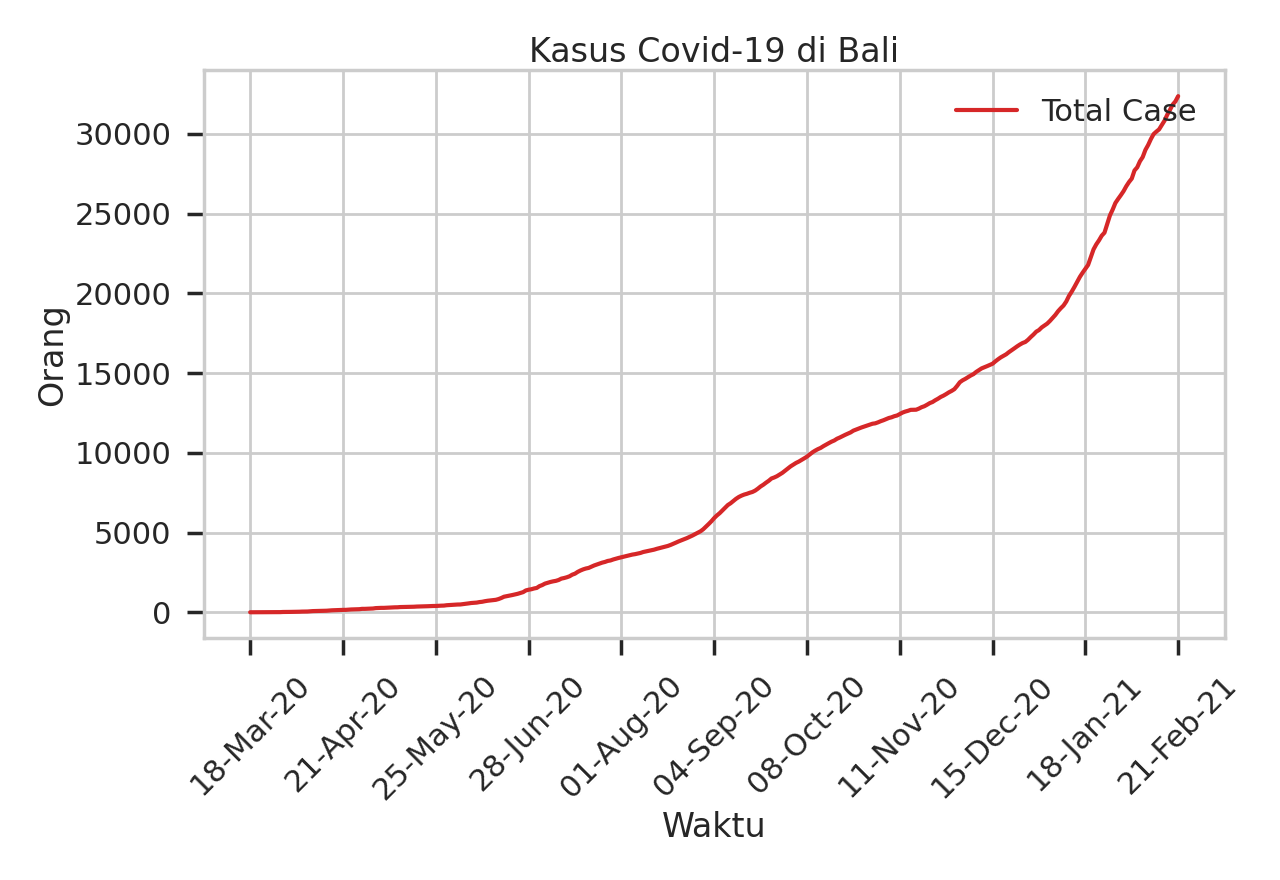 Kasus Covid-19 di Bali
Total Case
Orang
30000
25000
20000
15000
10000
5000
0
18-Mar-20
21-Apr-20
25-May-20
28-Jun-20
01-Aug-20
04-Sep-20
08-Oct-20
11-Nov-20
15-Dec-20
18-Jan-21
21-Feb-21
Waktu